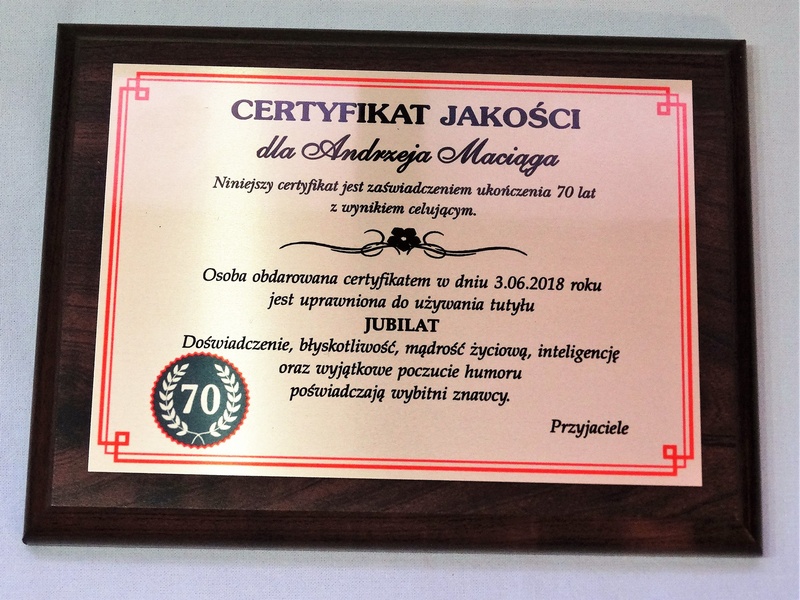 CERTYFIKAT JAKOŚCI
dla Andrzeja Maciąga
Niniejszy certyfikat jest zaświadczeniem ukończenia 70 lat
z wynikiem celującym.
Osoba obdarowana certyfikatem w dniu 3.06.2018 roku
jest uprawniona do używania tutytłu
JUBILAT
Doświadczenie, błyskotliwość, mądrość życiową, inteligencję
oraz wyjątkowe poczucie humoru
poświadczają wybitni znawcy.
70
Przyjaciele